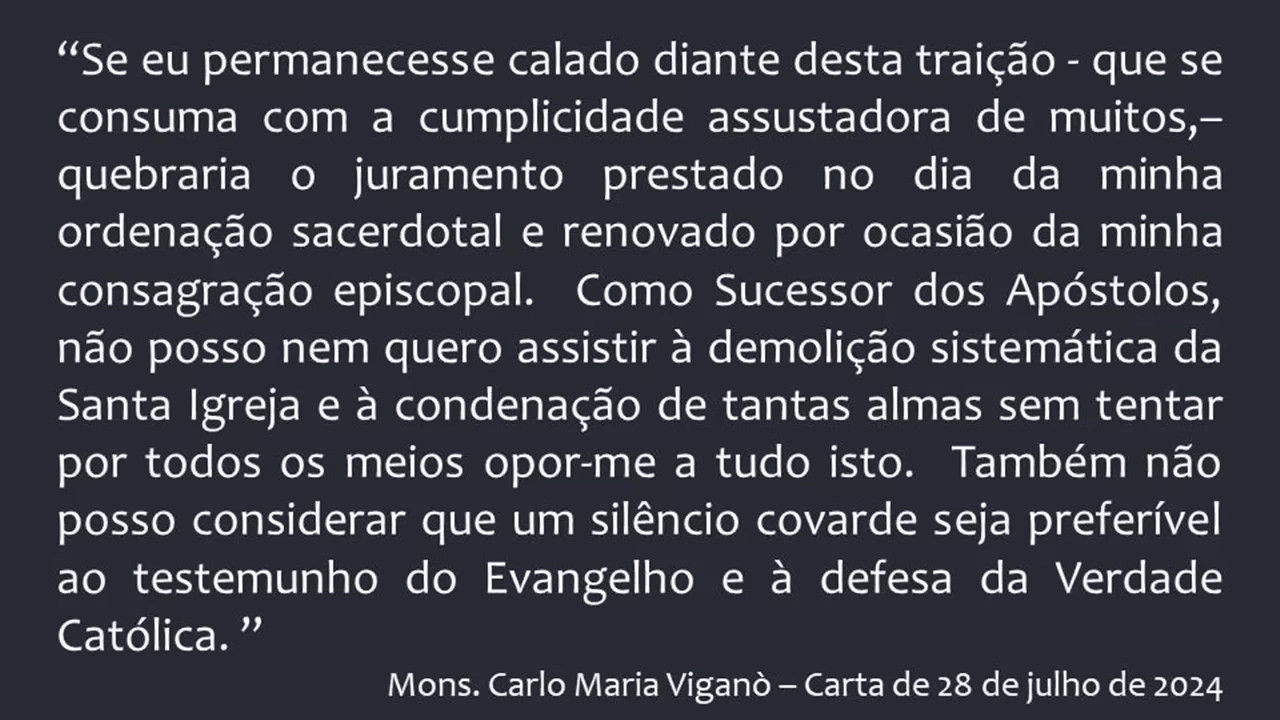 “Se eu permanecesse calado diante desta traição - que se
consuma com a cumplicidade assustadora de muitos,–
quebraria o juramento prestado no dia da minha
ordenação sacerdotal e renovado por ocasião da minha
consagração episcopal. Como Sucessor dos Apóstolos,
não posso nem quero assistir à demolição sistemática da
Santa Igreja e à condenação de tantas almas sem tentar
por todos os meios opor-me a tudo isto. Também não
posso considerar que um silêncio covarde seja preferível
ao testemunho do Evangelho e à defesa da Verdade
Católica. ”
Mons. Carlo Maria Viganò – Carta de 28 de julho de 2024